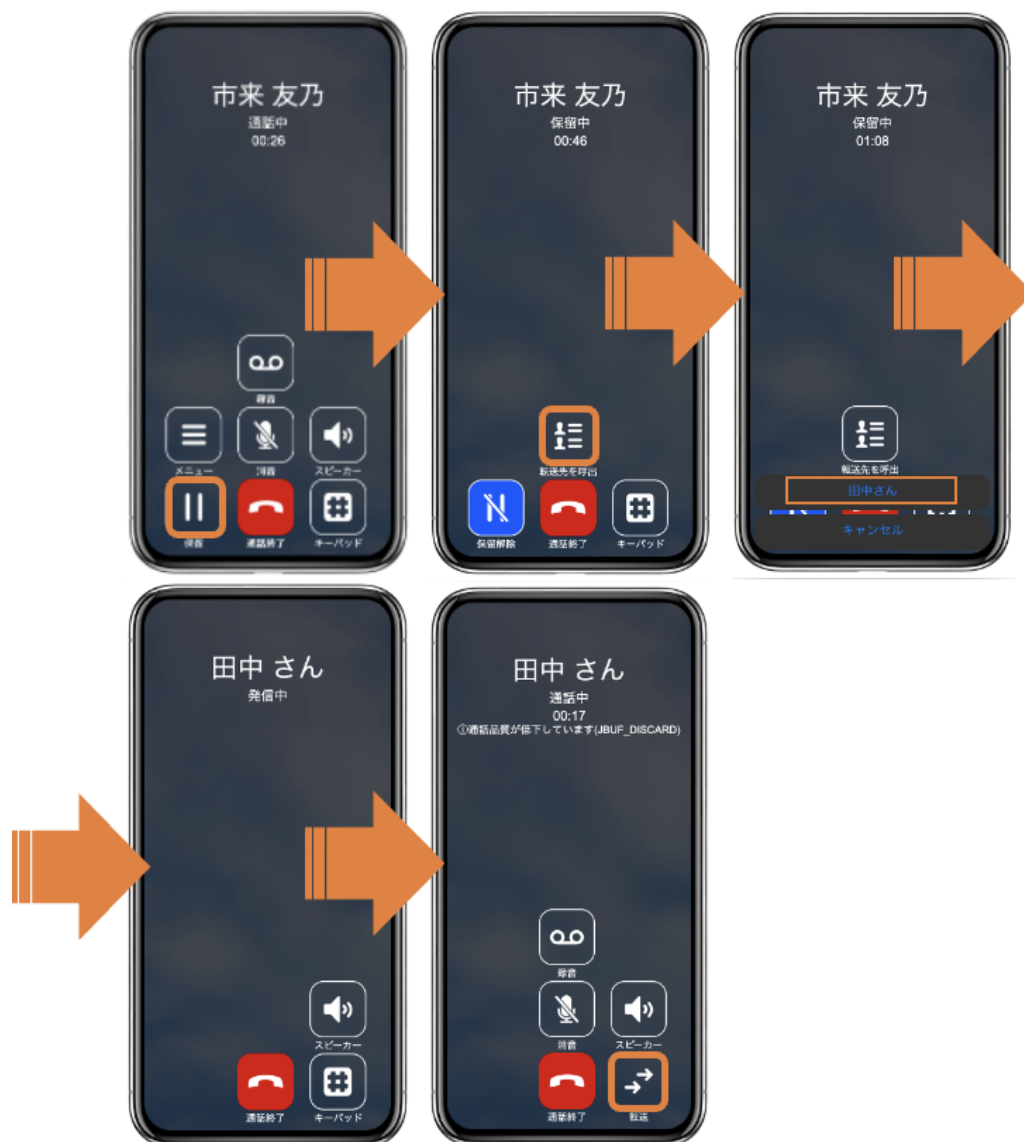 市来 友乃
通話中
00:26
録音
メニュー
消音
スピーカー
保留
通話終了
キーパッド
市来 友乃
保留中
00:46
転送先を呼出
保留解除
通話終了
キーパッド
市来 友乃
保留中
01:08
転送先を呼出
田中さん
キャンセル
田中 さん
発信中
スピーカー
通話終了
キーパッド
田中 さん
通話中
00:17
①通話品質が低下しています(JBUF_DISCARD)
録音
消音
スピーカー
通話終了
転送